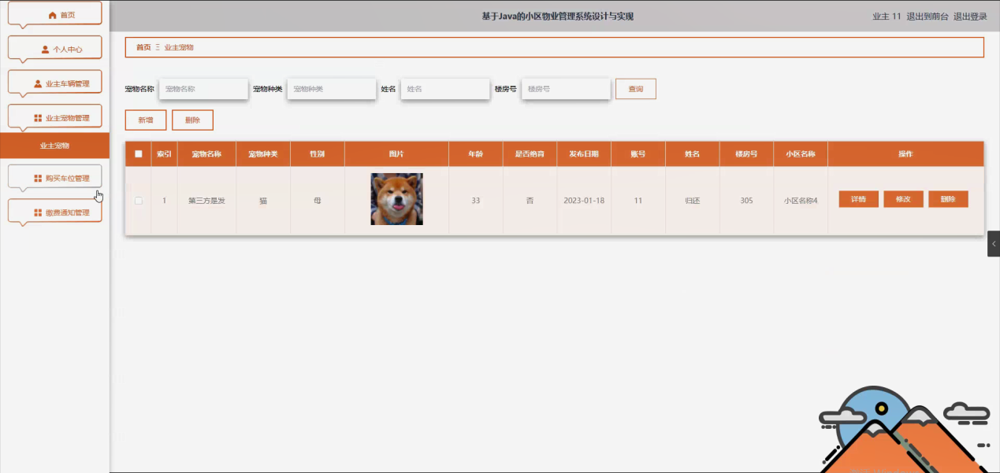 首页
个人中心
业主车辆管理
业主宠物管理
业主宠物
购买车位管理
缴费通知管理
基于Java的小区物业管理系统设计与实现
业主 11 退出到前台 退出登录
首页 Ξ 业主宠物
宠物名称 宠物名称 宠物种类 宠物种类 姓名 姓名 楼房号 楼房号 查询
新增 删除
索引 宠物名称 宠物种类 性别 图片 年龄 是否绝育 发布日期 账号 姓名 楼房号 小区名称 操作
1 第三方是发 猫 母 33 否 2023-01-18 11 归还 305 小区名称4 详情 修改 删除